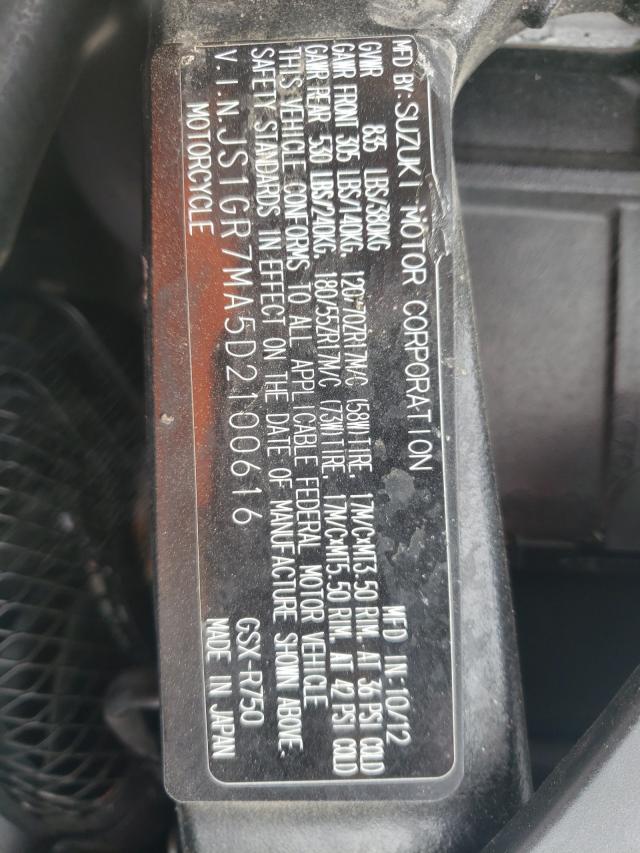 MFD BY:SUZUKI MOTOR CORPORATION MFD IN:10/12
GVWR 835 LBS/380KG
GAWR FRONT 305 LBS/140KG, 120/70ZR17M/C (58W)TIRE, 17M/C×MT3.50 RIM, AT 36 PSI COLD
GAWR REAR 530 LBS/240KG, 180/55ZR17M/C (73W)TIRE, 17M/C×MT5.50 RIM, AT 42 PSI COLD
THIS VEHICLE CONFORMS TO ALL APPLICABLE FEDERAL MOTOR VEHICLE
SAFETY STANDARDS IN EFFECT ON THE DATE OF MANUFACTURE SHOWN ABOVE.
V.I.N.JS1GR7MA5D2100616 GSX-R750
MOTORCYCLE MADE IN JAPAN